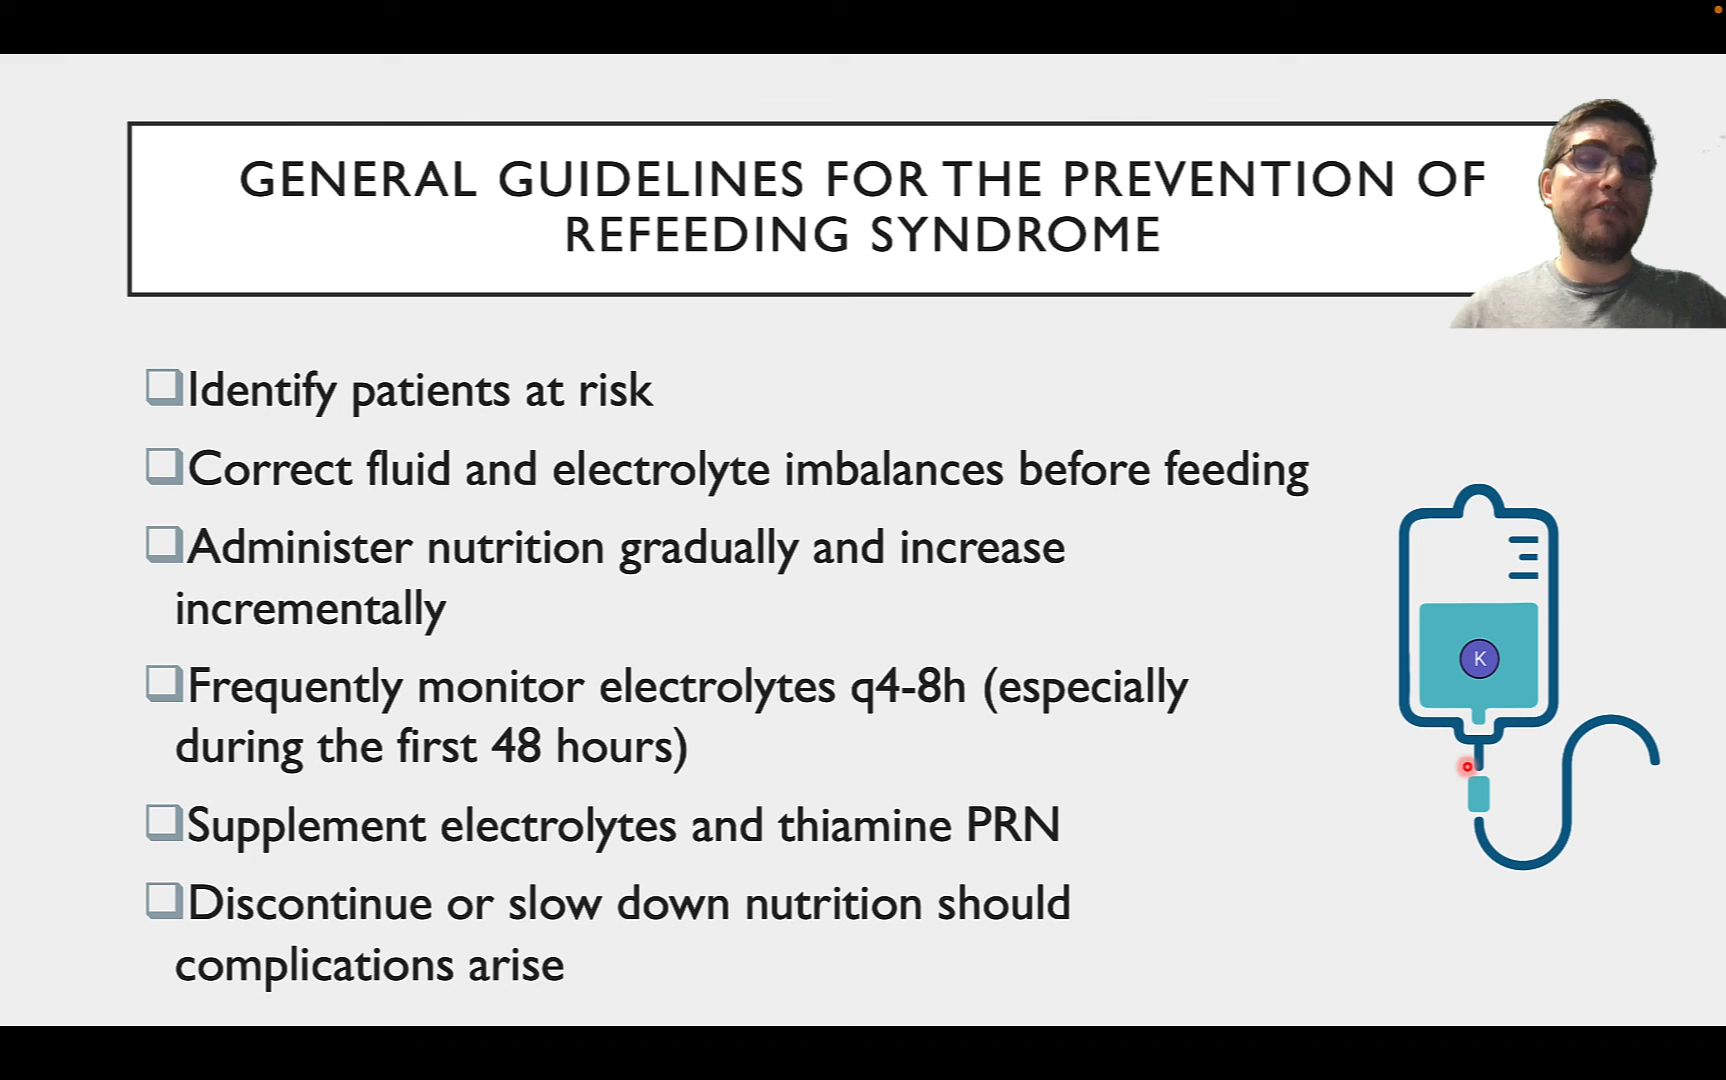 GENERAL GUIDELINES FOR THE PREVENTION OF
REFEEDING SYNDROME
Identify patients at risk
Correct fluid and electrolyte imbalances before feeding
Administer nutrition gradually and increase
incrementally
Frequently monitor electrolytes q4-8h (especially
during the first 48 hours)
Supplement electrolytes and thiamine PRN
Discontinue or slow down nutrition should
complications arise
K